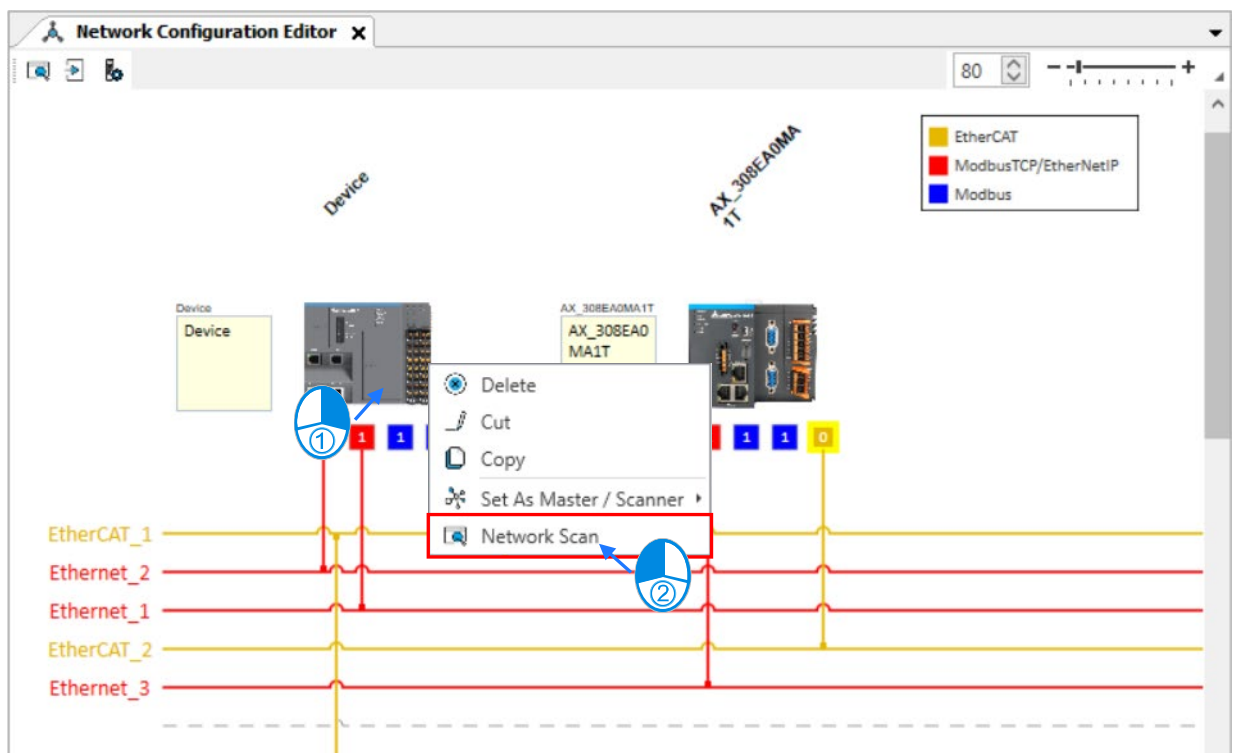 Network Configuration Editor
80
EtherCAT
ModbusTCP/EtherNetIP
Modbus
Device
AX_308EA0MA
1T
Device
Device
AX_308EA0MA1T
AX_308EA0
MA1T
Delete
Cut
Copy
Set As Master / Scanner
Network Scan
①
②
1
1
1
1
0
EtherCAT_1
Ethernet_2
Ethernet_1
EtherCAT_2
Ethernet_3